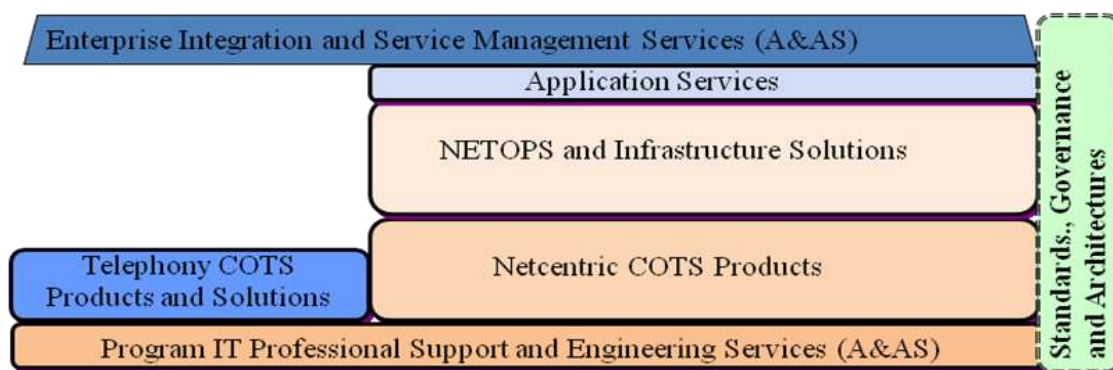 Enterprise Integration and Service Management Services (A&AS)
Application Services
NETOPS and Infrastructure Solutions
Telephony COTS
Products and Solutions
Netcentric COTS Products
Program IT Professional Support and Engineering Services (A&AS)
Standards., Governance
and Architectures